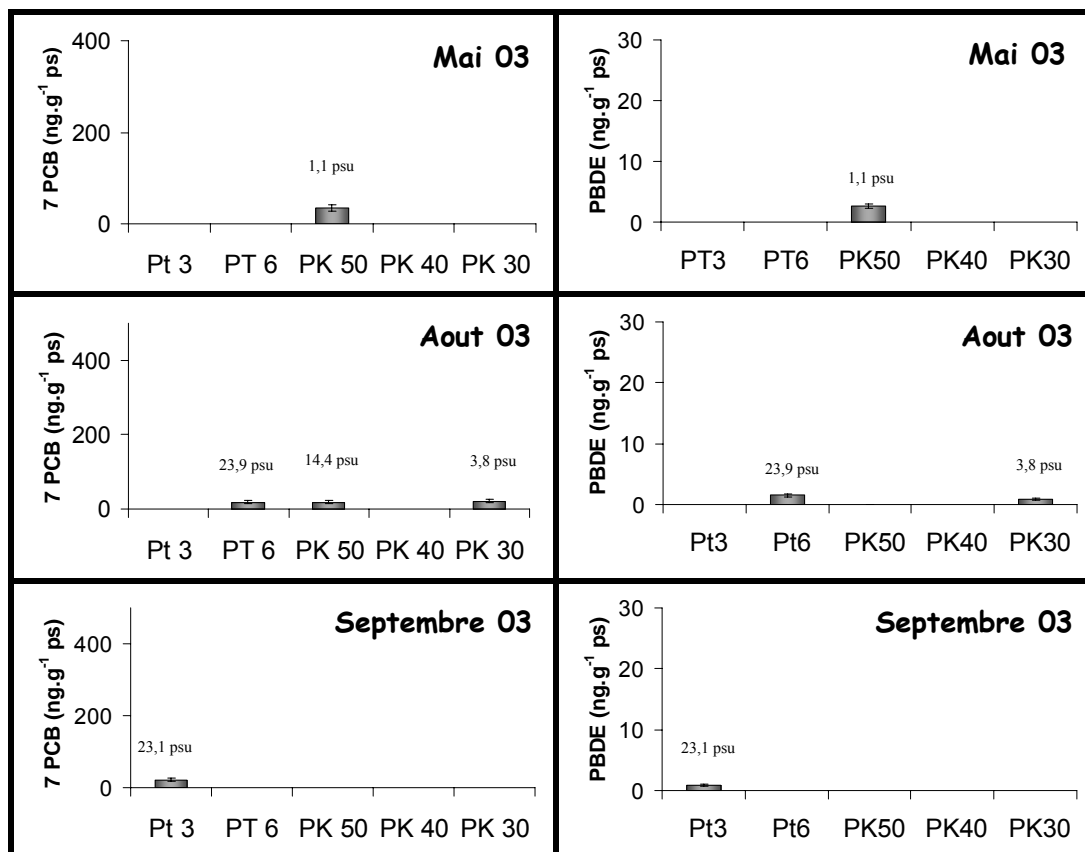 Mai 03
7 PCB (ng.g-1 ps)
400
200
0
1,1 psu
Pt 3 PT 6 PK 50 PK 40 PK 30
Mai 03
PBDE (ng.g-1 ps)
30
20
10
0
1,1 psu
PT3 PT6 PK50 PK40 PK30
Aout 03
7 PCB (ng.g-1 ps)
400
200
0
23,9 psu 14,4 psu 3,8 psu
Pt 3 PT 6 PK 50 PK 40 PK 30
Aout 03
PBDE (ng.g-1 ps)
30
20
10
0
23,9 psu 3,8 psu
Pt3 Pt6 PK50 PK40 PK30
Septembre 03
7 PCB (ng.g-1 ps)
400
200
0
23,1 psu
Pt 3 PT 6 PK 50 PK 40 PK 30
Septembre 03
PBDE (ng.g-1 ps)
30
20
10
0
23,1 psu
Pt3 Pt6 PK50 PK40 PK30